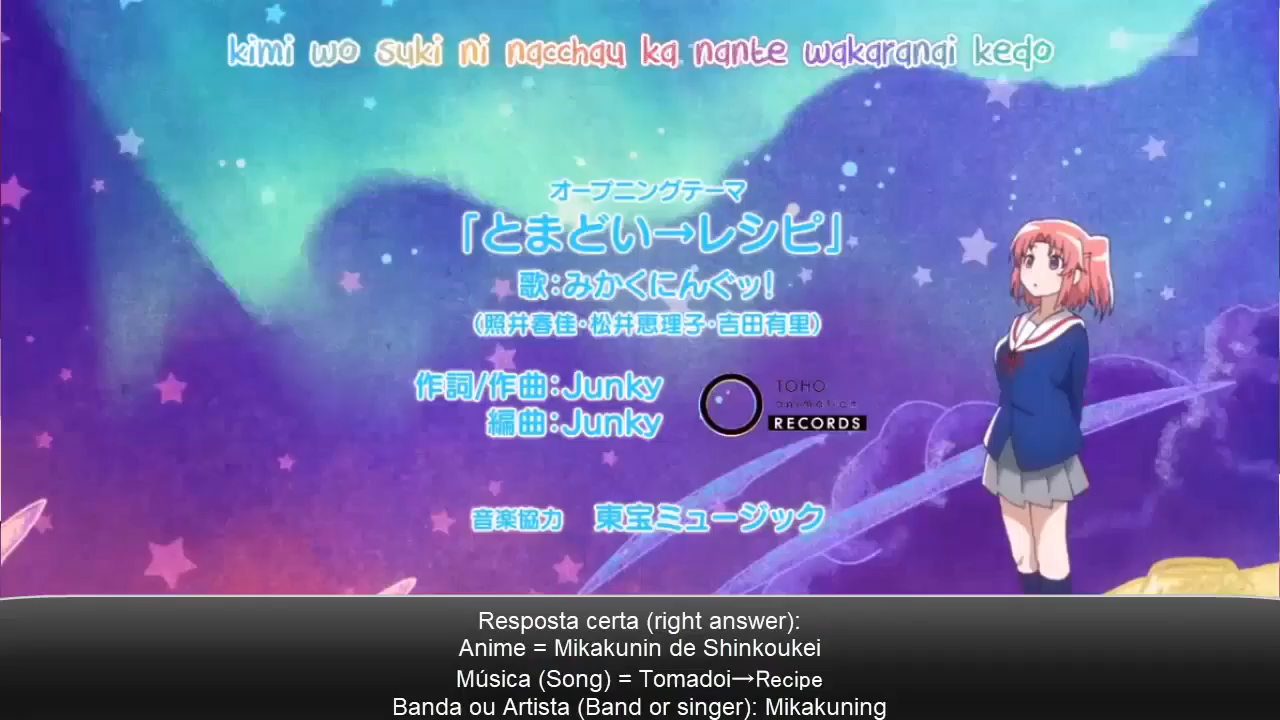 kimi wo suki ni nacchau ka nante wakaranai kedo
オープニングテーマ
「とまどい→レシピ」
歌:みかくにんぐッ!
(照井春佳・松井恵理子・吉田有里)
作詞/作曲:Junky
編曲:Junky
TOHO
animation
RECORDS
音楽協力 東宝ミュージック
Resposta certa (right answer):
Anime = Mikakunin de Shinkoukei
Música (Song) = Tomadoi→Recipe
Banda ou Artista (Band or singer): Mikakuning